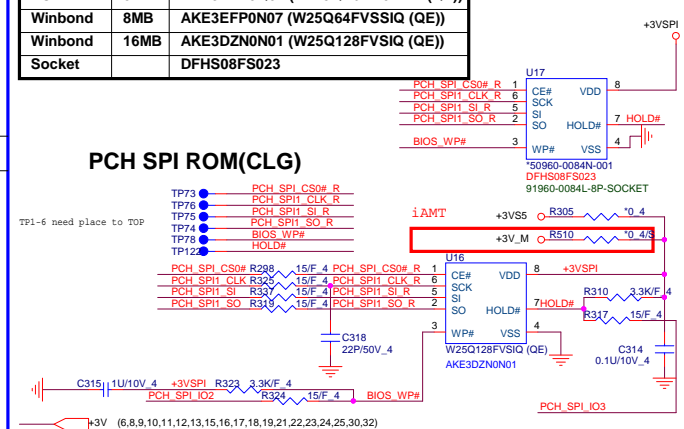 Winbond 8MB AKE3EFP0N07 (W25Q64FVSSIQ (QE))
Winbond 16MB AKE3DZN0N01 (W25Q128FVSIQ (QE))
Socket DFHS08FS023
+3VSPI
U17
PCH_SPI_CS0#_R 1 CE# VDD 8
PCH_SPI1_CLK_R 6 SCK
PCH_SPI1_SI_R 5 SI
PCH_SPI1_SO_R 2 SO HOLD# 7 HOLD#
BIOS_WP# 3 WP# VSS 4
*50960-0084N-001
DFHS08FS023
91960-0084L-8P-SOCKET
PCH SPI ROM(CLG)
TP1-6 need place to TOP
TP73 PCH_SPI_CS0#_R
TP76 PCH_SPI1_CLK_R
TP75 PCH_SPI1_SI_R
TP74 PCH_SPI1_SO_R
TP78 BIOS_WP#
TP122 HOLD#
iAMT
+3VS5 R305 *0_4
+3V_M R510 *0_4/S
U16
PCH_SPI_CS0# R298 15/F_4 PCH_SPI_CS0#_R 1 CE# VDD 8 +3VSPI
PCH_SPI1_CLK R325 15/F_4 PCH_SPI1_CLK_R 6 SCK
PCH_SPI1_SI R337 15/F_4 PCH_SPI1_SI_R 5 SI
PCH_SPI1_SO R319 15/F_4 PCH_SPI1_SO_R 2 SO HOLD# 7 HOLD#
R310 3.3K/F_4
R317 15/F_4
3 WP# VSS 4
W25Q128FVSIQ (QE)
AKE3DZN0N01
C318
22P/50V_4
C314
0.1U/10V_4
C315 1U/10V_4 +3VSPI R323 3.3K/F_4
PCH_SPI_IO2 R324 15/F_4 BIOS_WP#
PCH_SPI_IO3
+3V (6,8,9,10,11,12,13,15,16,17,18,19,21,22,23,24,25,30,32)